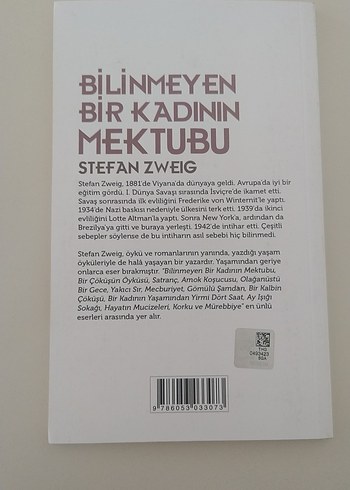 BİLİNMEYEN
BİR KADININ
MEKTUBU
STEFAN ZWEIG
Stefan Zweig, 1881'de Viyana'da dünyaya geldi. Avrupa'da iyi bir
eğitim gördü. I. Dünya Savaşı sırasında İsviçre'de ikamet etti.
Savaş sonrasında ilk evliliğini Frederike von Winternit'le yaptı.
1934'de Nazi baskısı nedeniyle ülkesini terk etti. 1939'da ikinci
evliliğini Lotte Altman'la yaptı. Sonra New York'a, ardından da
Brezilya'ya gitti ve buraya yerleşti. 1942'de intihar etti. Çeşitli
sebepler söylense de bu intiharın asıl sebebi hiç bilinmedi.
Stefan Zweig, öykü ve romanlarının yanında, yazdığı yaşam
öyküleriyle de halâ yaşayan bir yazardır. Yaşamından geriye
onlarca eser bırakmıştır. "Bilinmeyen Bir Kadının Mektubu,
Bir Çöküşün Öyküsü, Satranç, Amok Koşucusu, Olağanüstü
Bir Gece, Yakıcı Sır, Mecburiyet, Gömülü Şamdan, Bir Kalbin
Çöküşü, Bir Kadının Yaşamından Yirmi Dört Saat, Ay Işığı
Sokağı, Hayatın Mucizeleri, Korku ve Mürebbiye" en ünlü
eserleri arasında yer alır.
9 786053 033073